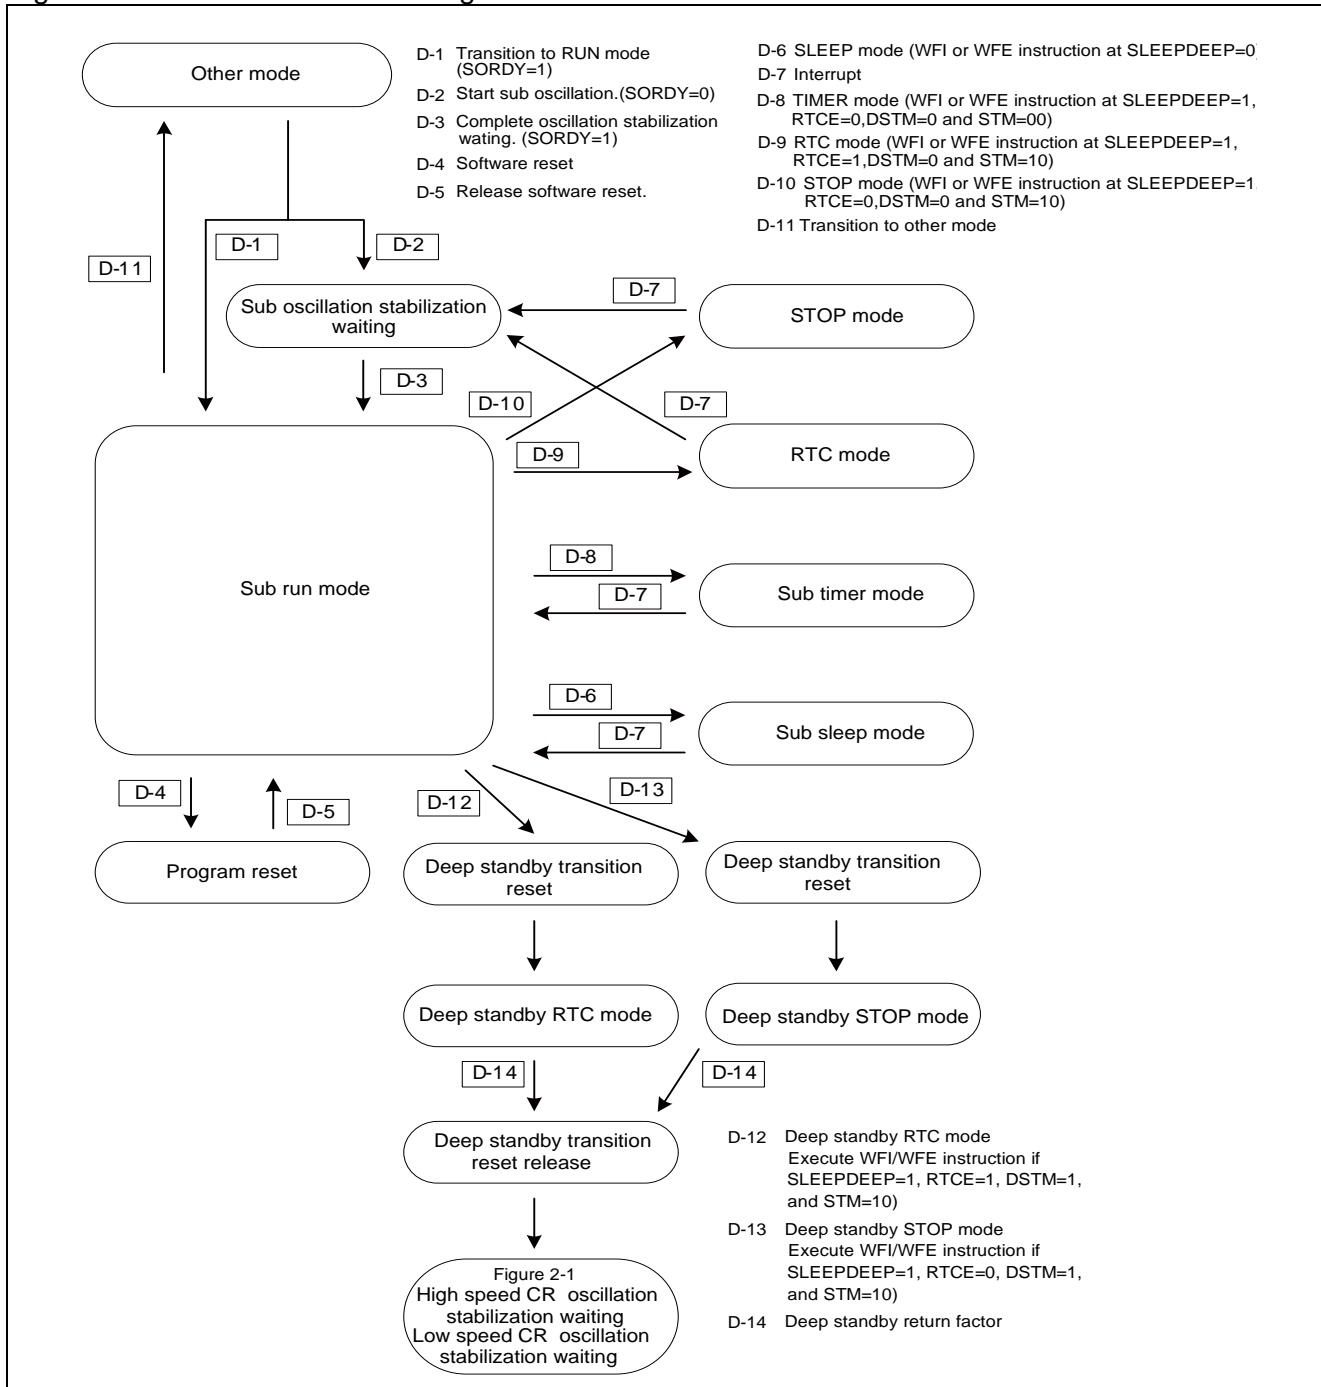 Other mode
D-1 Transition to RUN mode
(SORDY=1)
D-2 Start sub oscillation.(SORDY=0)
D-3 Complete oscillation stabilization
wating. (SORDY=1)
D-4 Software reset
D-5 Release software reset.
D-6 SLEEP mode (WFI or WFE instruction at SLEEPDEEP=0)
D-7 Interrupt
D-8 TIMER mode (WFI or WFE instruction at SLEEPDEEP=1,
RTCE=0,DSTM=0 and STM=00)
D-9 RTC mode (WFI or WFE instruction at SLEEPDEEP=1,
RTCE=1,DSTM=0 and STM=10)
D-10 STOP mode (WFI or WFE instruction at SLEEPDEEP=1,
RTCE=0,DSTM=0 and STM=10)
D-11 Transition to other mode
D-1
D-2
D-11
Sub oscillation stabilization
waiting
D-7
STOP mode
D-3
D-10
D-7
D-9
RTC mode
Sub run mode
D-8
D-7
Sub timer mode
D-6
D-7
Sub sleep mode
D-4
D-5
D-12
D-13
Program reset
Deep standby transition
reset
Deep standby transition
reset
Deep standby RTC mode
Deep standby STOP mode
D-14
D-14
Deep standby transition
reset release
D-12 Deep standby RTC mode
Execute WFI/WFE instruction if
SLEEPDEEP=1, RTCE=1, DSTM=1,
and STM=10)
D-13 Deep standby STOP mode
Execute WFI/WFE instruction if
SLEEPDEEP=1, RTCE=0, DSTM=1,
and STM=10)
D-14 Deep standby return factor
Figure 2-1
High speed CR oscillation
stabilization waiting
Low speed CR oscillation
stabilization waiting